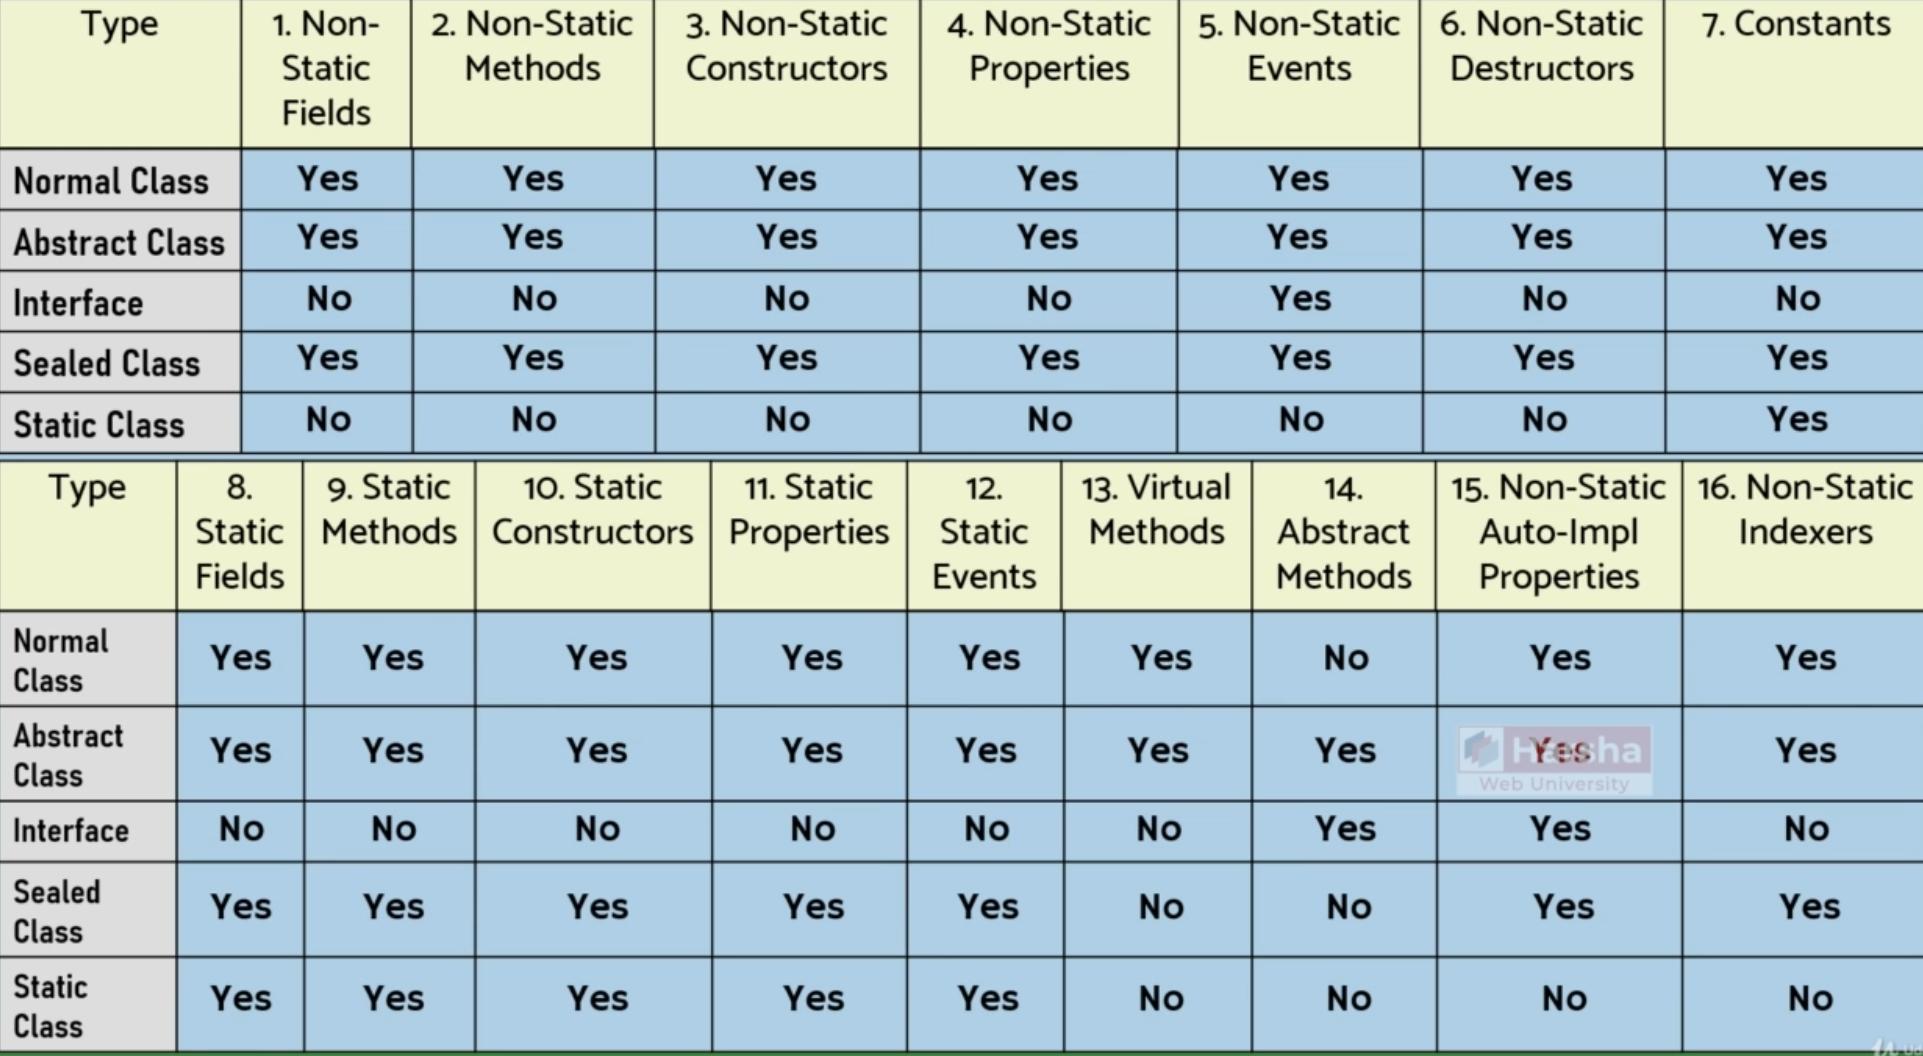 Type 1. Non-Static Fields 2. Non-Static Methods 3. Non-Static Constructors 4. Non-Static Properties 5. Non-Static Events 6. Non-Static Destructors 7. Constants
Normal Class Yes Yes Yes Yes Yes Yes Yes
Abstract Class Yes Yes Yes Yes Yes Yes Yes
Interface No No No No Yes No No
Sealed Class Yes Yes Yes Yes Yes Yes Yes
Static Class No No No No No No Yes
Type 8. Static Fields 9. Static Methods 10. Static Constructors 11. Static Properties 12. Static Events 13. Virtual Methods 14. Abstract Methods 15. Non-Static Auto-Impl Properties 16. Non-Static Indexers
Normal Class Yes Yes Yes Yes Yes Yes No Yes Yes
Abstract Class Yes Yes Yes Yes Yes Yes Yes Yes Yes
Web University
Interface No No No No No No Yes Yes No
Sealed Class Yes Yes Yes Yes Yes No No Yes Yes
Static Class Yes Yes Yes Yes Yes No No No No